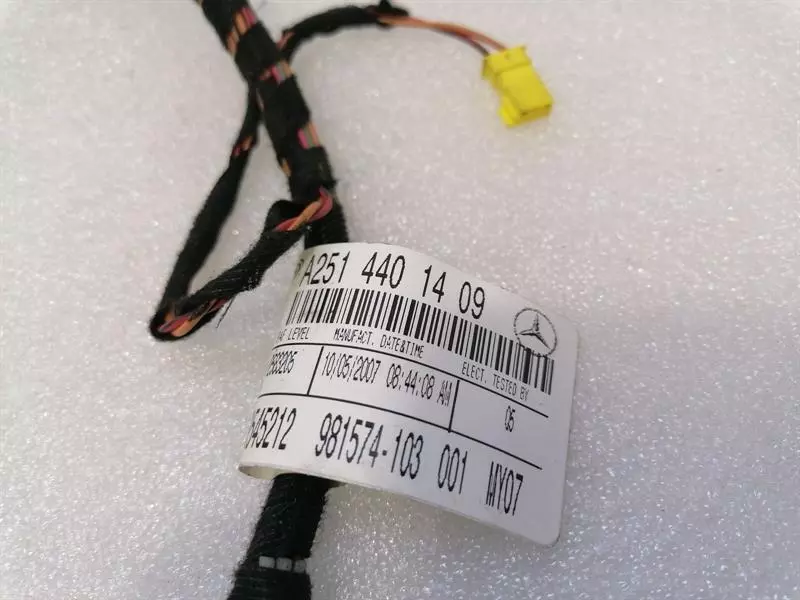 A251 440 14 09
LEVEL MANUFACT. DATE&TIME ELECT. TESTED BY
10/05/2007 08:44:08 AM 05
981574-103 001 MY07